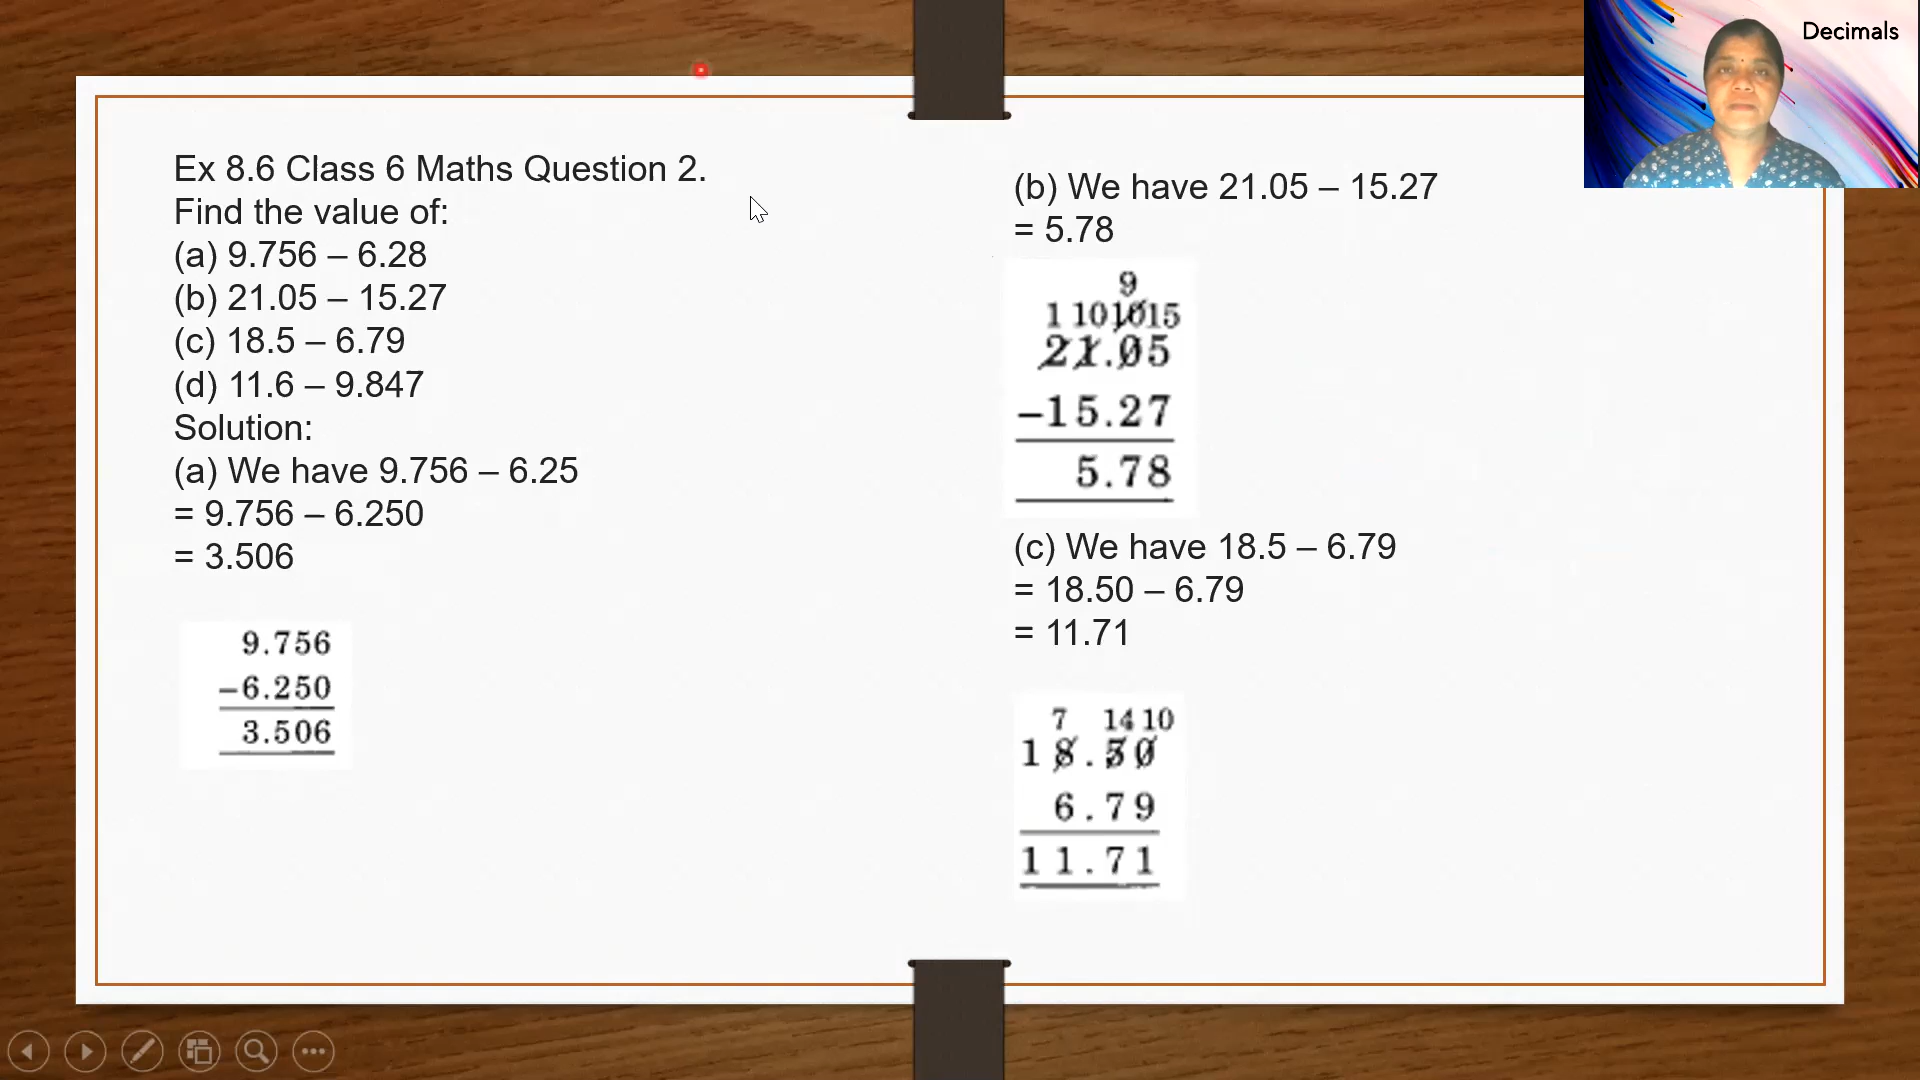 Decimals
Ex 8.6 Class 6 Maths Question 2.
Find the value of:
(a) 9.756 – 6.28
(b) 21.05 – 15.27
(c) 18.5 – 6.79
(d) 11.6 – 9.847
Solution:
(a) We have 9.756 – 6.25
= 9.756 – 6.250
= 3.506
9.756
–6.250
3.506
(b) We have 21.05 – 15.27
= 5.78
9
1 10 10 15
21.05
–15.27
5.78
(c) We have 18.5 – 6.79
= 18.50 – 6.79
= 11.71
7 14 10
18.50
6.79
11.71